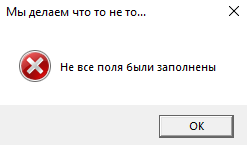 Мы делаем что то не то...
Не все поля были заполнены
OK